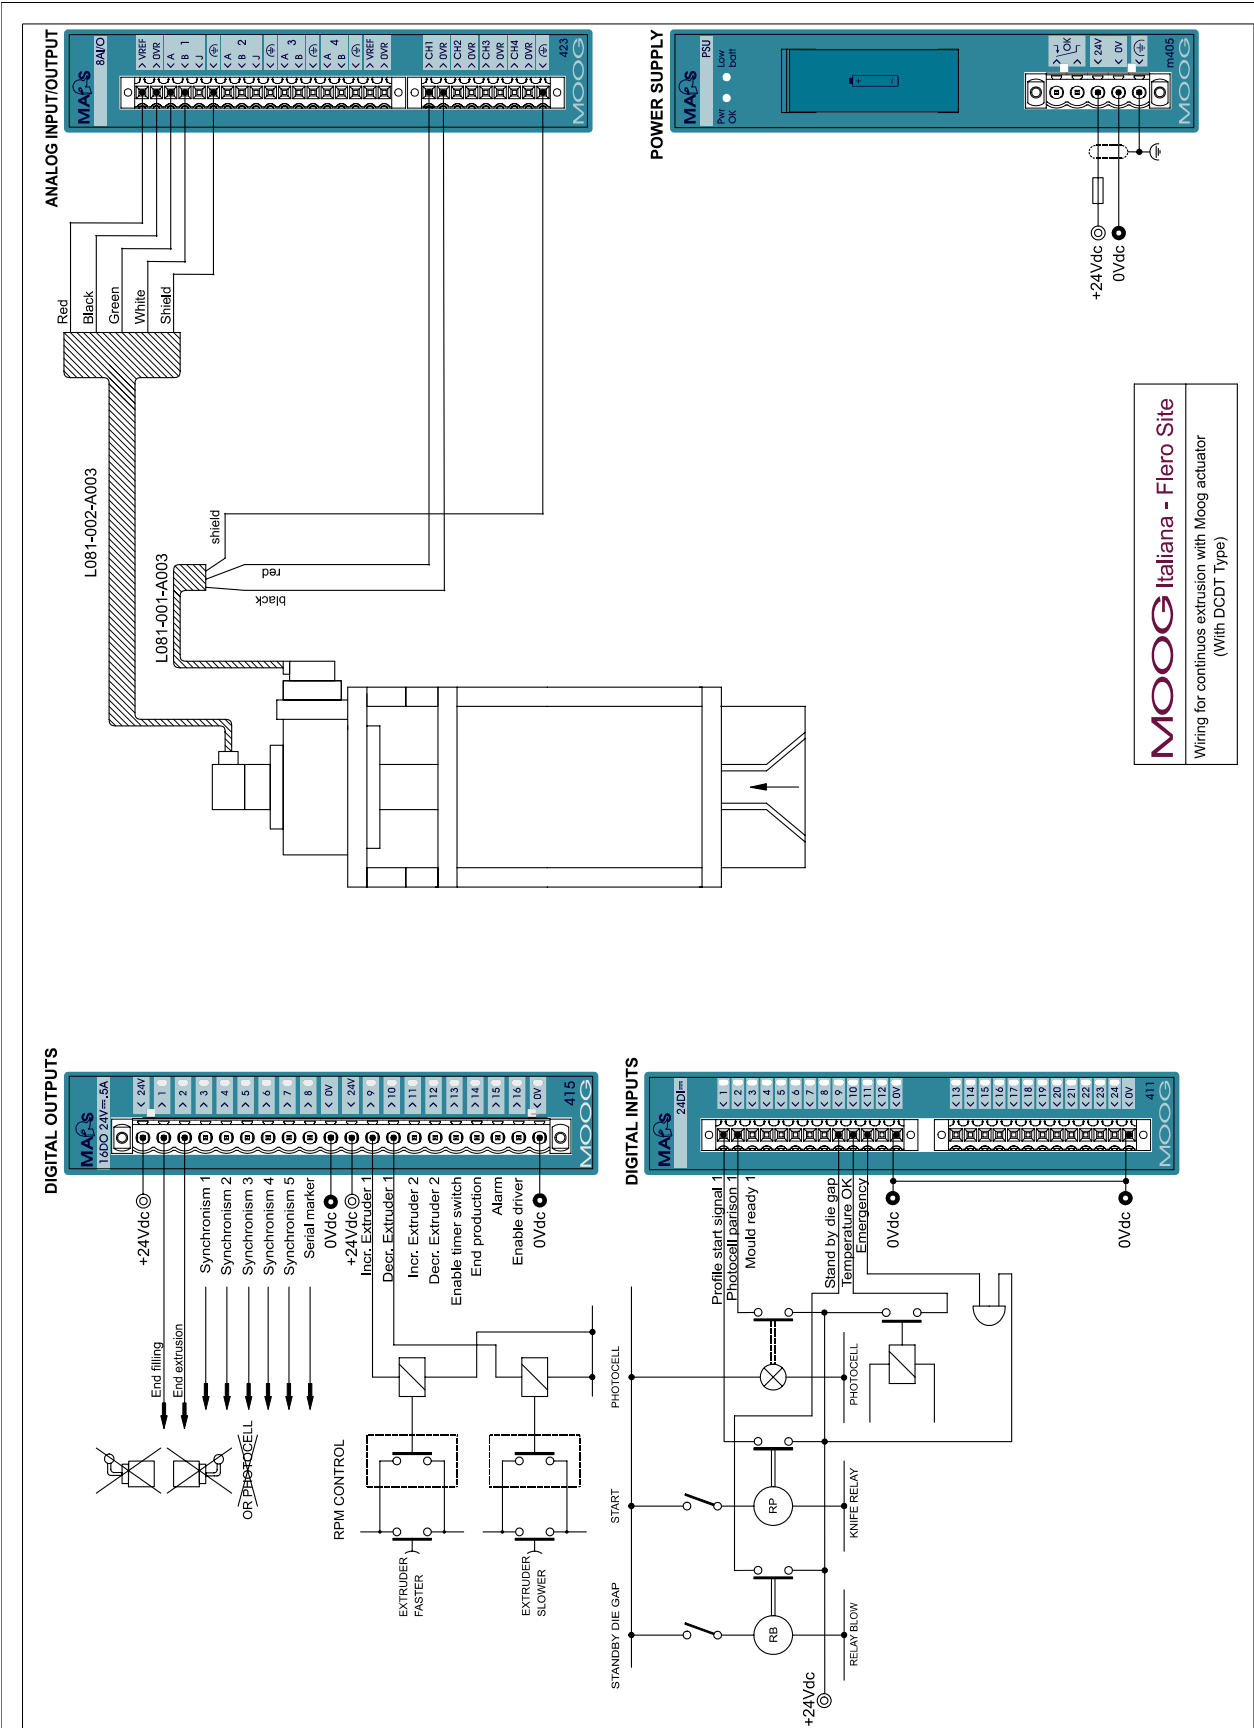 ANALOG INPUT/OUTPUT
MACS
8AI/O
> VREF
> 0VR
< A
< B 1
< J
< A
< B 2
< J
< A
< B 3
< A
< B 4
> VREF
> 0VR
> CH1
> 0VR
> CH2
> 0VR
> CH3
> 0VR
> CH4
> 0VR
423
MOOG
Red
Black
Green
White
Shield
L081-002-A003
L081-001-A003
shield
red
black
POWER SUPPLY
MACS
PSU
Pwr OK
Low batt
OK
< 24V
< 0V
m405
MOOG
+24Vdc
0Vdc
MOOG Italiana - Flero Site
Wiring for continuos extrusion with Moog actuator
(With DCDT Type)
DIGITAL OUTPUTS
MACS
16DO 24V .5A
< 24V
> 1
> 2
> 3
> 4
> 5
> 6
> 7
> 8
< 0V
< 24V
> 9
>10
>11
>12
>13
>14
>15
>16
< 0V
415
MOOG
+24Vdc
End filling
End extrusion
Synchronism 1
Synchronism 2
Synchronism 3
Synchronism 4
Synchronism 5
Serial marker
0Vdc
+24Vdc
Incr. Extruder 1
Decr. Extruder 1
Incr. Extruder 2
Decr. Extruder 2
Enable timer switch
End production
Alarm
Enable driver
0Vdc
OR PHOTOCELL
RPM CONTROL
EXTRUDER
FASTER
EXTRUDER
SLOWER
DIGITAL INPUTS
MACS
24DI
< 1
< 2
< 3
< 4
< 5
< 6
< 7
< 8
< 9
<10
<11
<12
<0V
<13
<14
<15
<16
<17
<18
<19
<20
<21
<22
<23
<24
<0V
411
MOOG
Profile start signal 1
Photocell parison 1
Mould ready 1
Stand by die gap
Temperature OK
Emergency
0Vdc
0Vdc
PHOTOCELL
PHOTOCELL
START
RP
KNIFE RELAY
STANDBY DIE GAP
RB
RELAY BLOW
+24Vdc